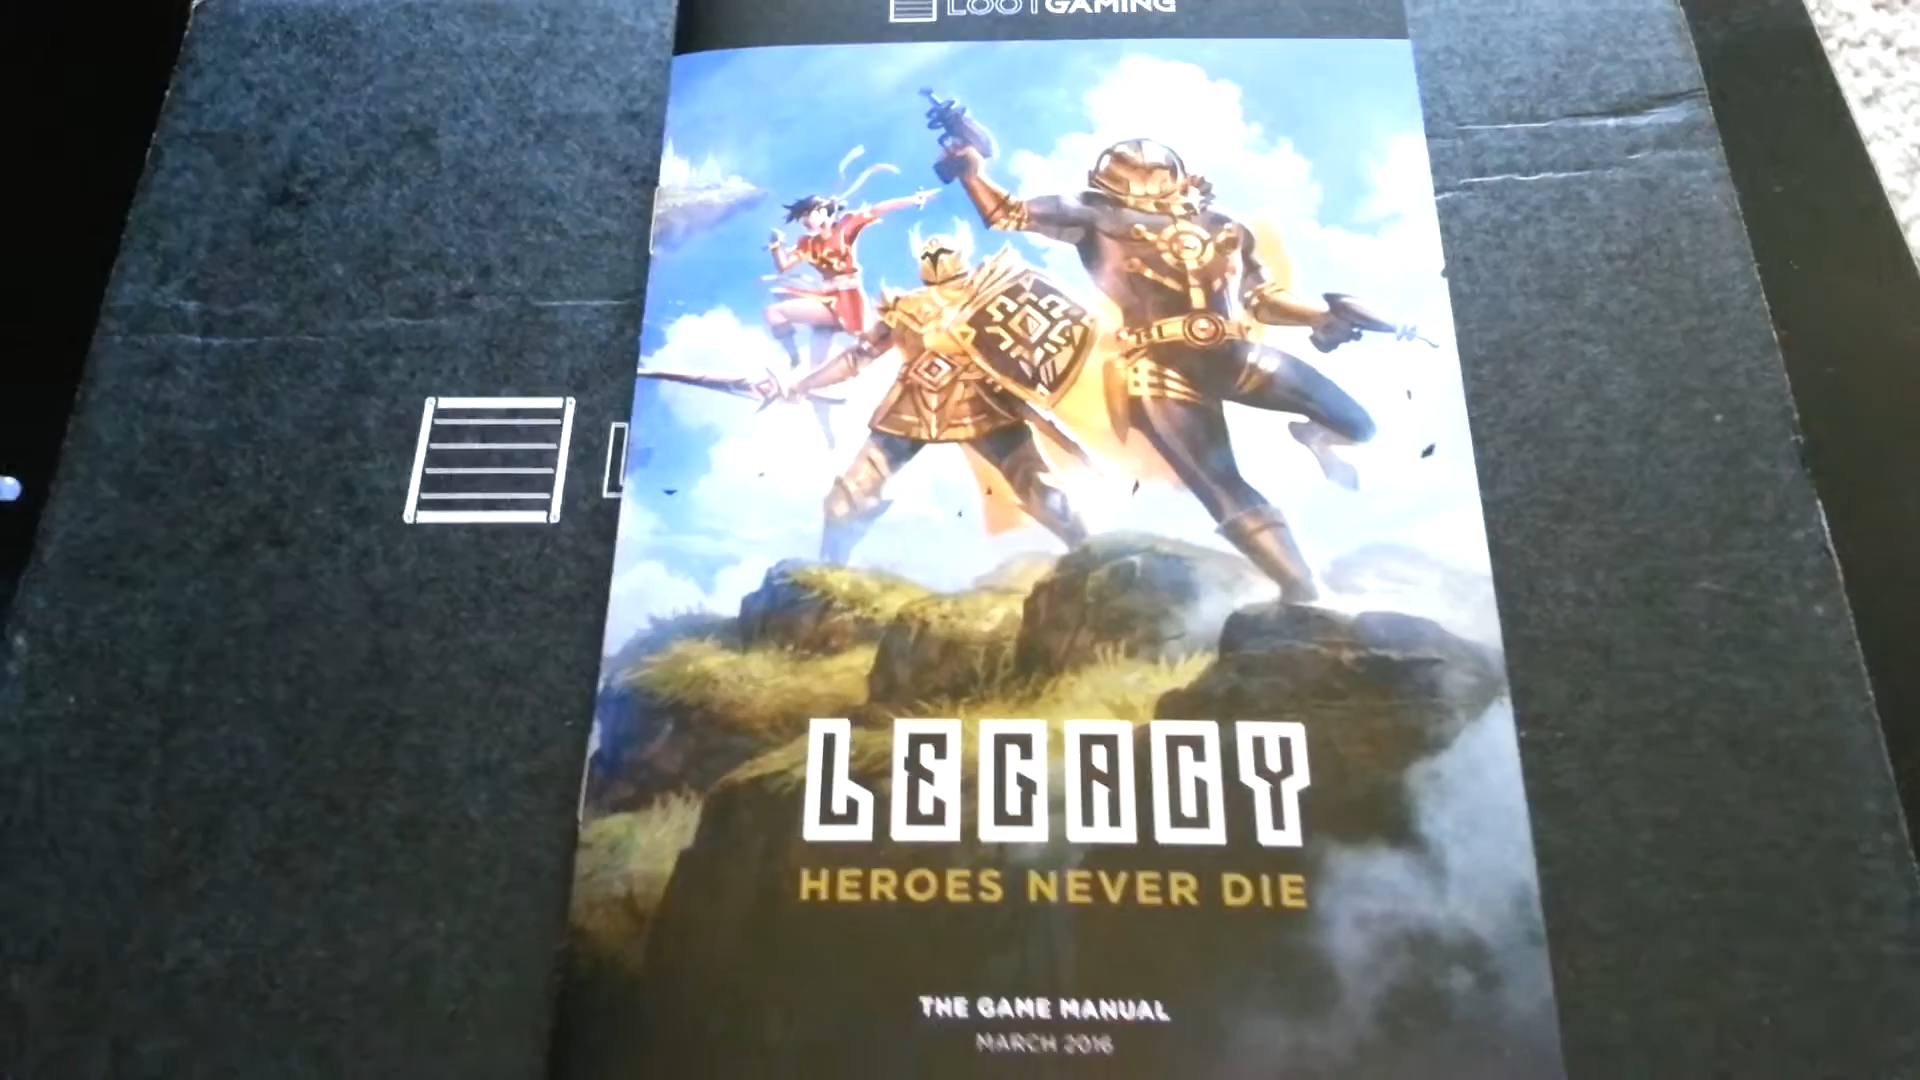 LOOTGAMING
LEGACY
HEROES NEVER DIE
THE GAME MANUAL
MARCH 2016